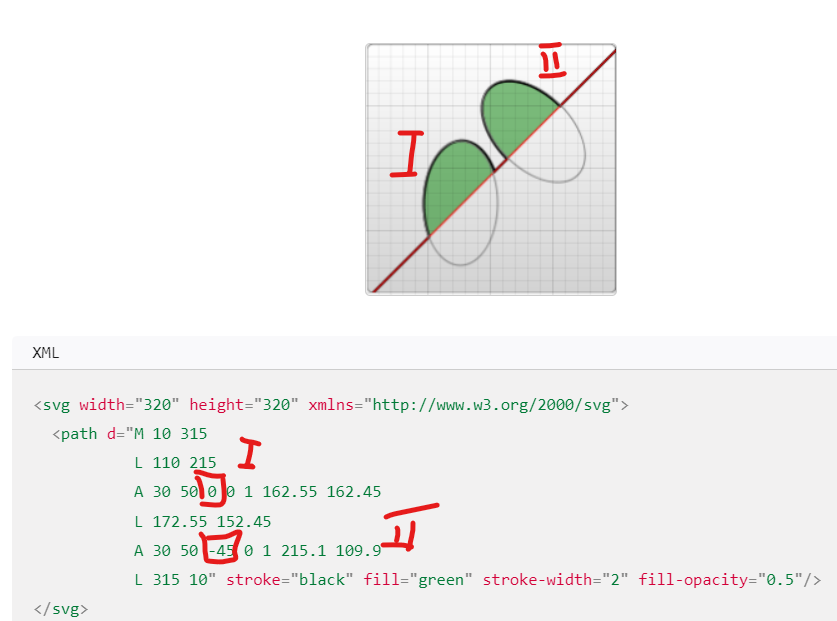 II
I
XML
<svg width="320" height="320" xmlns="http://www.w3.org/2000/svg">
<path d="M 10 315
I
L 110 215
A 30 50 0 0 1 162.55 162.45
L 172.55 152.45
II
A 30 50 -45 0 1 215.1 109.9
L 315 10" stroke="black" fill="green" stroke-width="2" fill-opacity="0.5"/>
</svg>